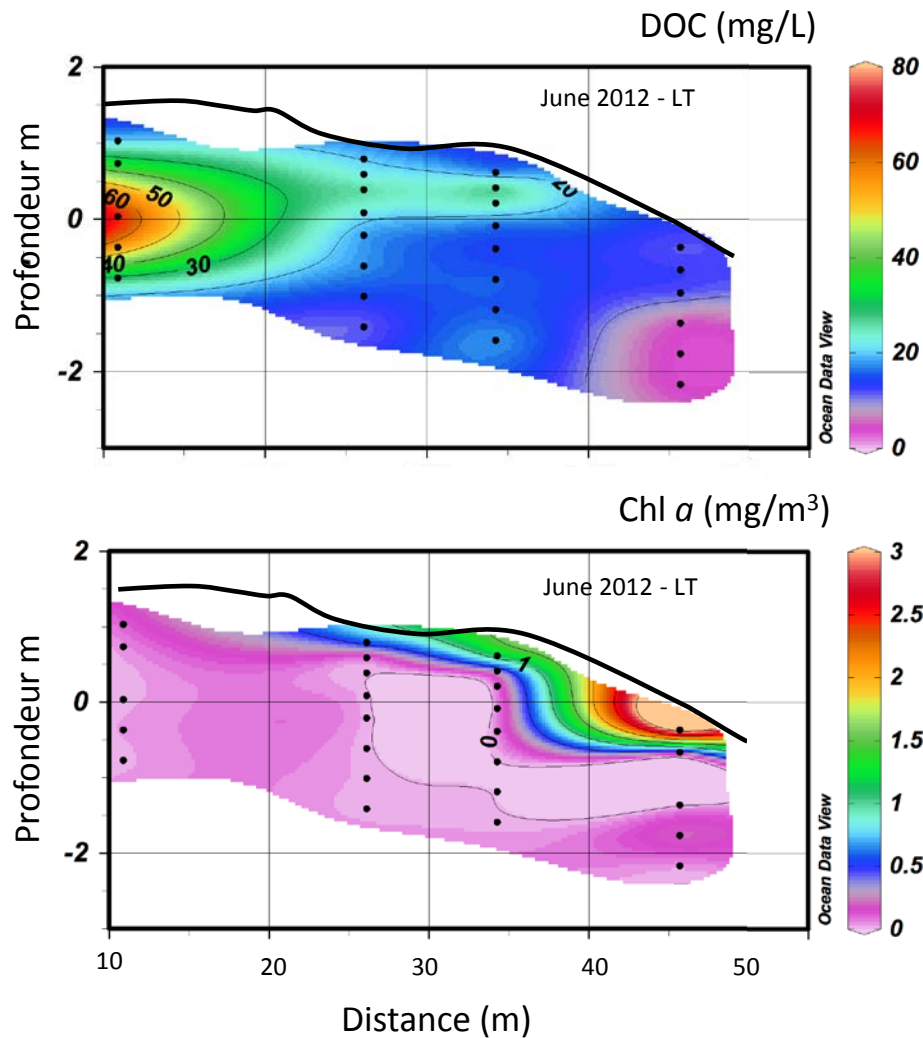 DOC (mg/L)
June 2012 - LT
Profondeur m
2
0
-2
60
50
40
30
20
Ocean Data View
80
60
40
20
0
Chl a (mg/m³)
June 2012 - LT
Profondeur m
2
0
-2
1
0
Ocean Data View
3
2.5
2
1.5
1
0.5
0
10 20 30 40 50
Distance (m)